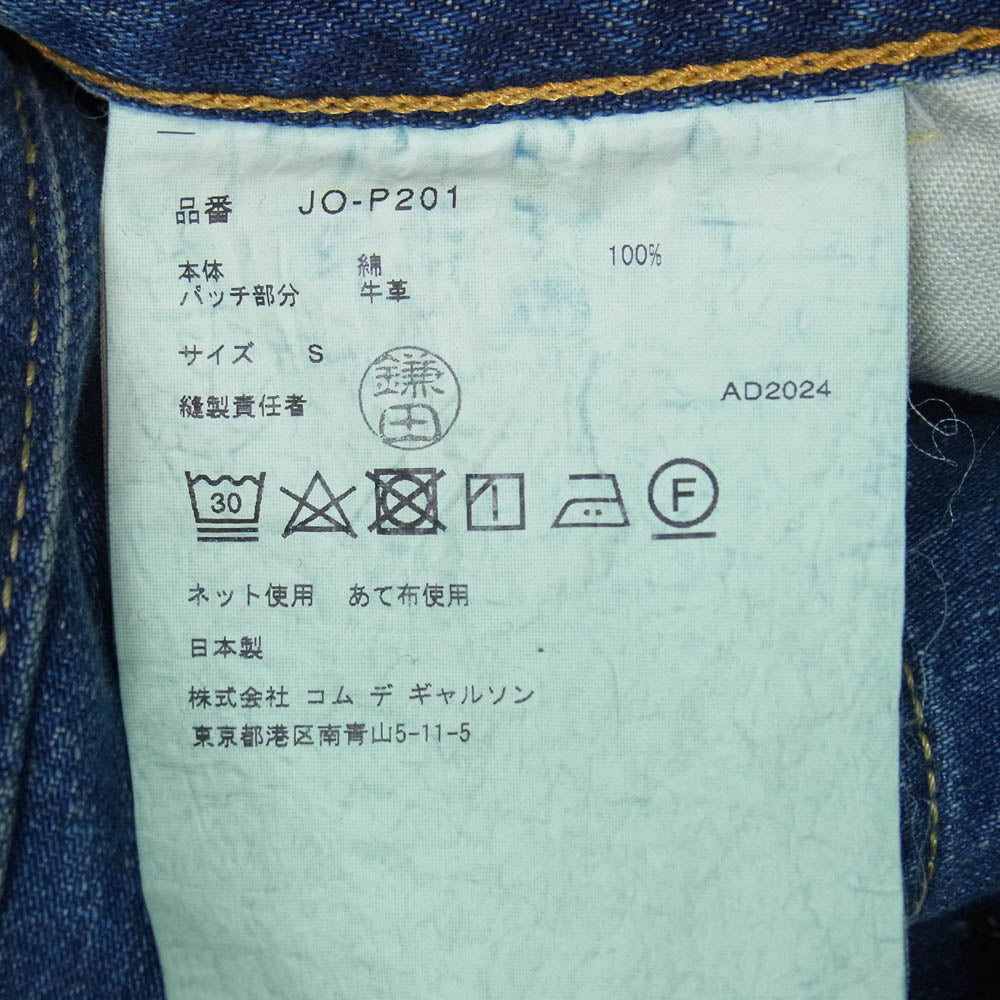 品番 JO-P201
本体 綿 100%
パッチ部分 牛革
サイズ S
縫製責任者 鎌田 AD2024
30 F
ネット使用 あて布使用
日本製
株式会社 コム デ ギャルソン
東京都港区南青山5-11-5